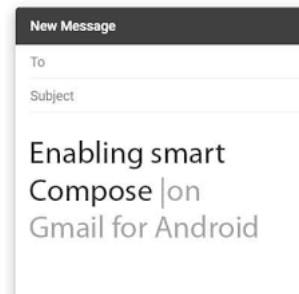 New Message
To
Subject
Enabling smart
Compose |on
Gmail for Android